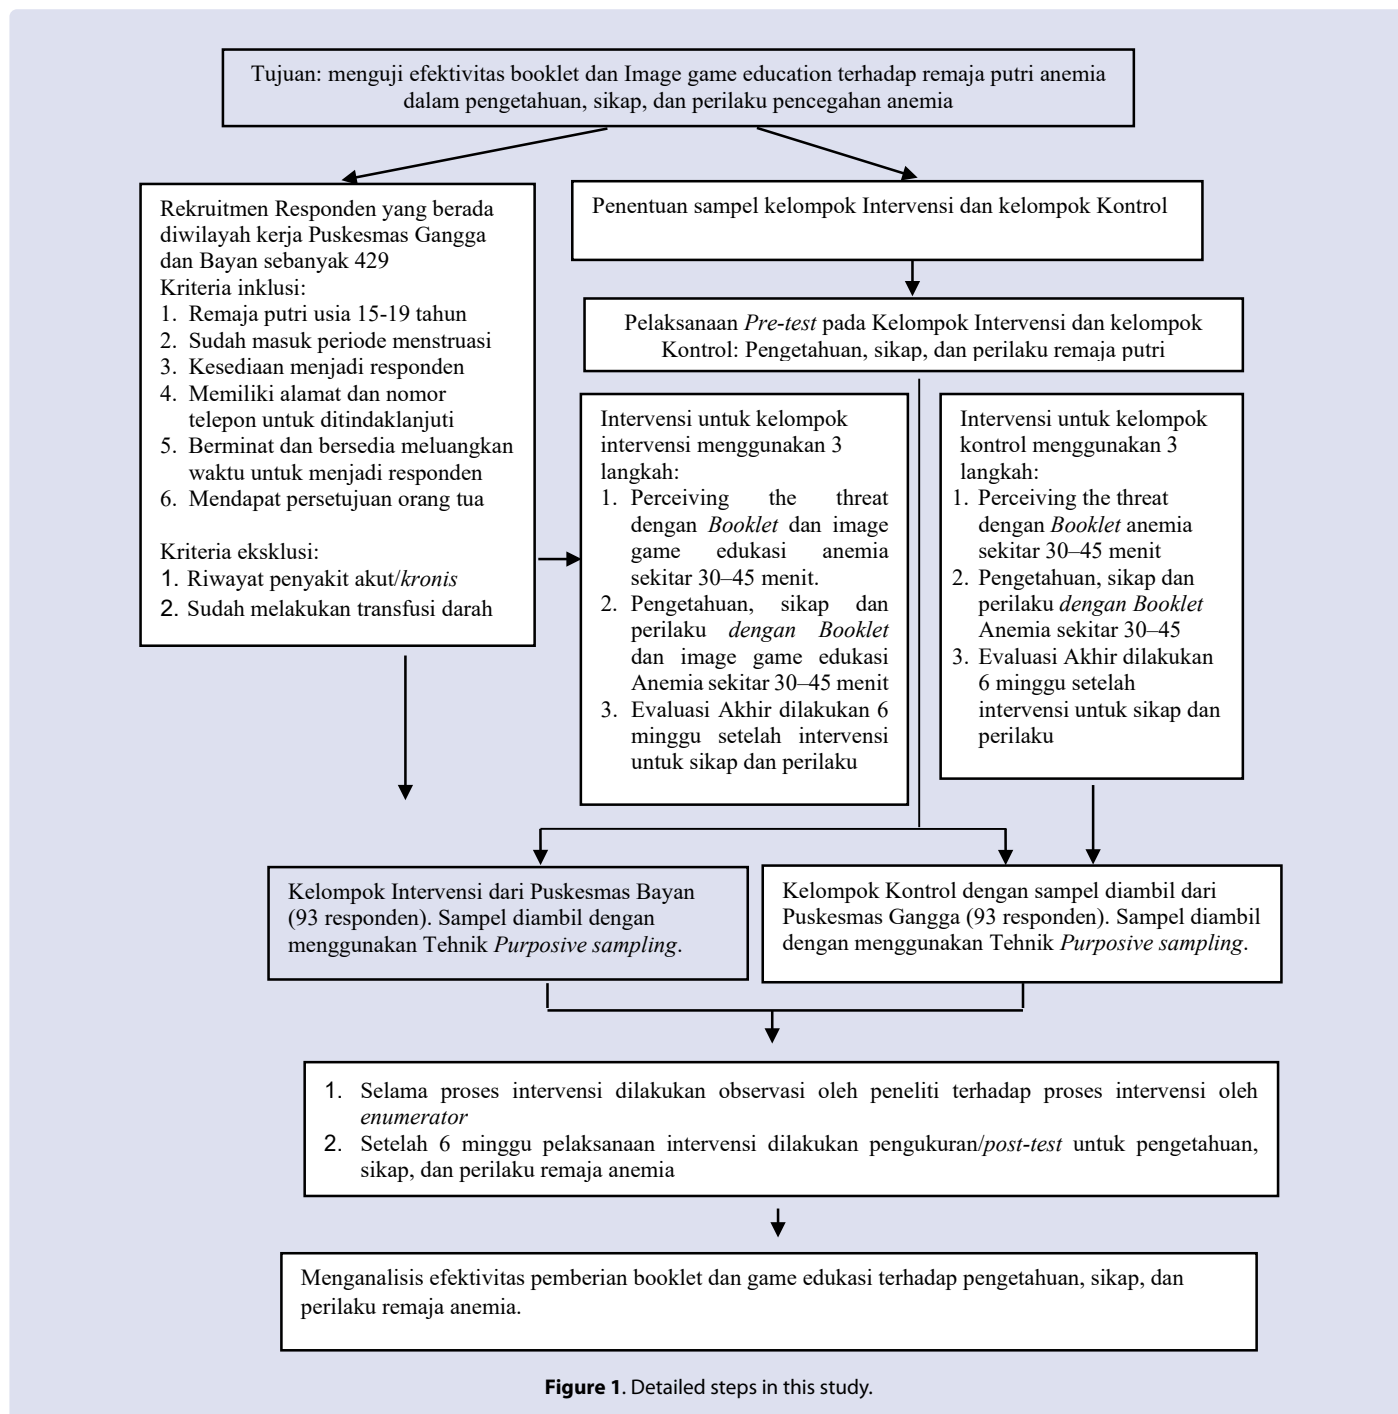 Tujuan: menguji efektivitas booklet dan Image game education terhadap remaja putri anemia
dalam pengetahuan, sikap, dan perilaku pencegahan anemia
Rekruitmen Responden yang berada
diwilayah kerja Puskesmas Gangga
dan Bayan sebanyak 429
Kriteria inklusi:
1. Remaja putri usia 15-19 tahun
2. Sudah masuk periode menstruasi
3. Kesediaan menjadi responden
4. Memiliki alamat dan nomor
telepon untuk ditindaklanjuti
5. Berminat dan bersedia meluangkan
waktu untuk menjadi responden
6. Mendapat persetujuan orang tua
Kriteria eksklusi:
1. Riwayat penyakit akut/kronis
2. Sudah melakukan transfusi darah
Penentuan sampel kelompok Intervensi dan kelompok Kontrol
Pelaksanaan Pre-test pada Kelompok Intervensi dan kelompok
Kontrol: Pengetahuan, sikap, dan perilaku remaja putri
Intervensi untuk kelompok
intervensi menggunakan 3
langkah:
1. Perceiving the threat
dengan Booklet dan image
game edukasi anemia
sekitar 30–45 menit.
2. Pengetahuan, sikap dan
perilaku dengan Booklet
dan image game edukasi
Anemia sekitar 30–45 menit
3. Evaluasi Akhir dilakukan 6
minggu setelah intervensi
untuk sikap dan perilaku
Intervensi untuk kelompok
kontrol menggunakan 3
langkah:
1. Perceiving the threat
dengan Booklet anemia
sekitar 30–45 menit
2. Pengetahuan, sikap dan
perilaku dengan Booklet
Anemia sekitar 30–45
3. Evaluasi Akhir dilakukan
6 minggu setelah
intervensi untuk sikap dan
perilaku
Kelompok Intervensi dari Puskesmas Bayan
(93 responden). Sampel diambil dengan
menggunakan Tehnik Purposive sampling.
Kelompok Kontrol dengan sampel diambil dari
Puskesmas Gangga (93 responden). Sampel diambil
dengan menggunakan Tehnik Purposive sampling.
1. Selama proses intervensi dilakukan observasi oleh peneliti terhadap proses intervensi oleh
enumerator
2. Setelah 6 minggu pelaksanaan intervensi dilakukan pengukuran/post-test untuk pengetahuan,
sikap, dan perilaku remaja anemia
Menganalisis efektivitas pemberian booklet dan game edukasi terhadap pengetahuan, sikap, dan
perilaku remaja anemia.
Figure 1. Detailed steps in this study.